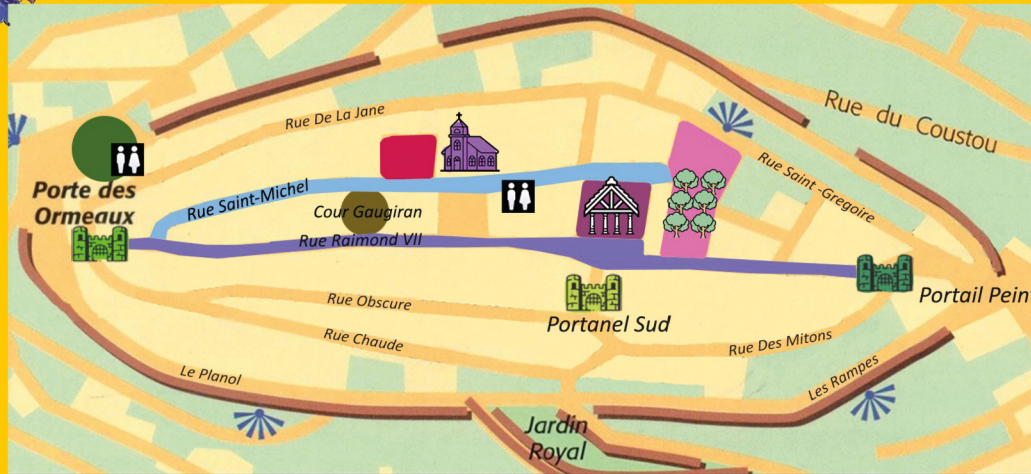 Rue du Coustou
Rue De La Jane
Rue Saint-Gregoire
Porte des
Ormeaux
Rue Saint-Michel
Cour Gaugiran
Rue Raimond VII
Portail Pein
Rue Obscure
Portanel Sud
Rue Chaude
Rue Des Mitons
Le Planol
Les Rampes
Jardin
Royal